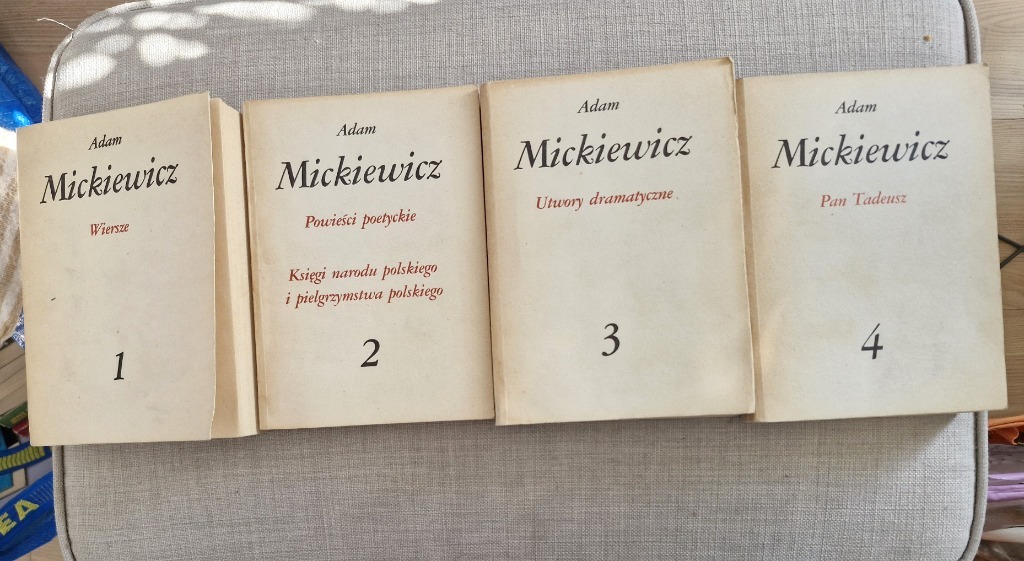 Adam
Mickiewicz
Wiersze
1
Adam
Mickiewicz
Powieści poetyckie
Księgi narodu polskiego
i pielgrzymstwa polskiego
2
Adam
Mickiewicz
Utwory dramatyczne
3
Adam
Mickiewicz
Pan Tadeusz
4
EA